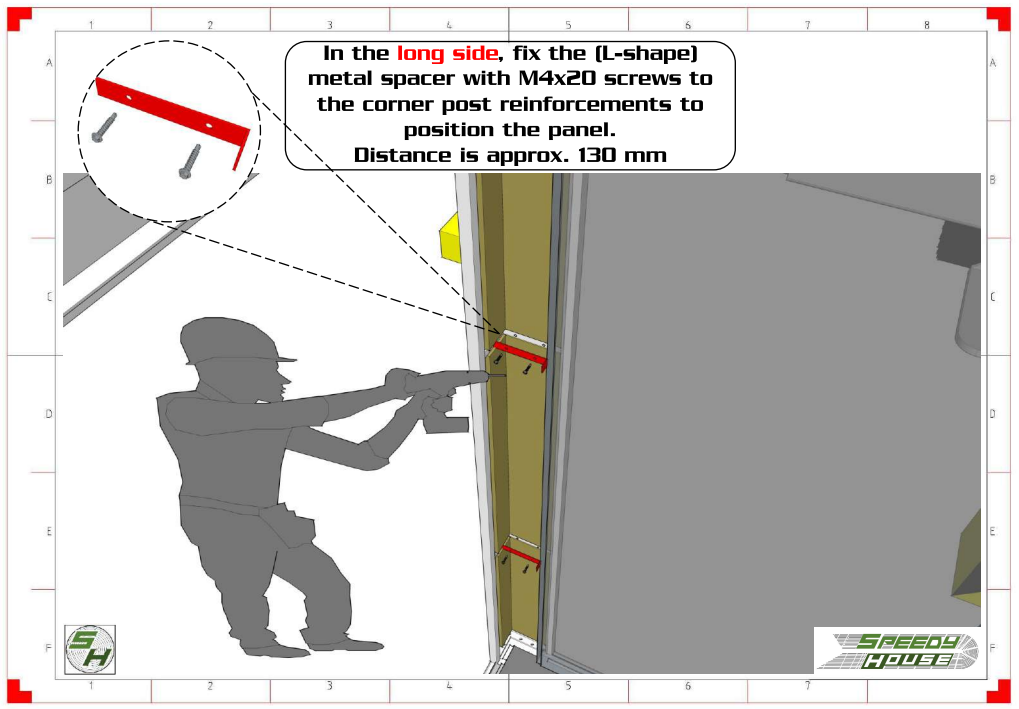 1 2 3 4 5 6 7 8
In the long side, fix the (L-shape)
metal spacer with M4x20 screws to
the corner post reinforcements to
position the panel.
Distance is approx. 130 mm
A A
B B
C C
D D
E E
F F
SH
SPEEDY
HOUSE
1 2 3 4 5 6 7